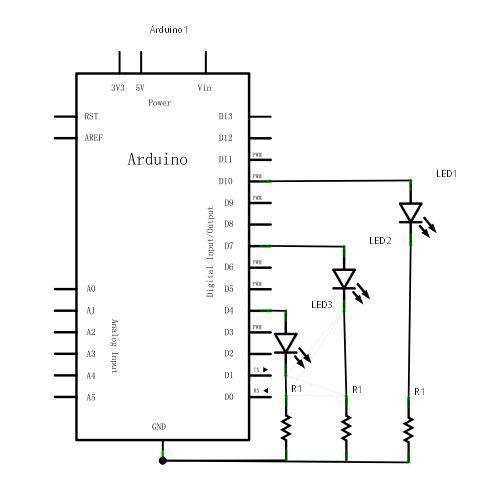 Arduino1
3V3 5V Vin
Power
RST D13
AREF D12
PWM
D11
Arduino
PWM
D10
LED1
PWM
D9
D8
LED2
Digital Input/Output
D7
PWM
D6
PWM
A0 D5
LED3
A1 D4
PWM
A2 D3
Analog Input
A3 D2
TX
A4 D1
RX
A5 D0
R1 R1 R1
GND